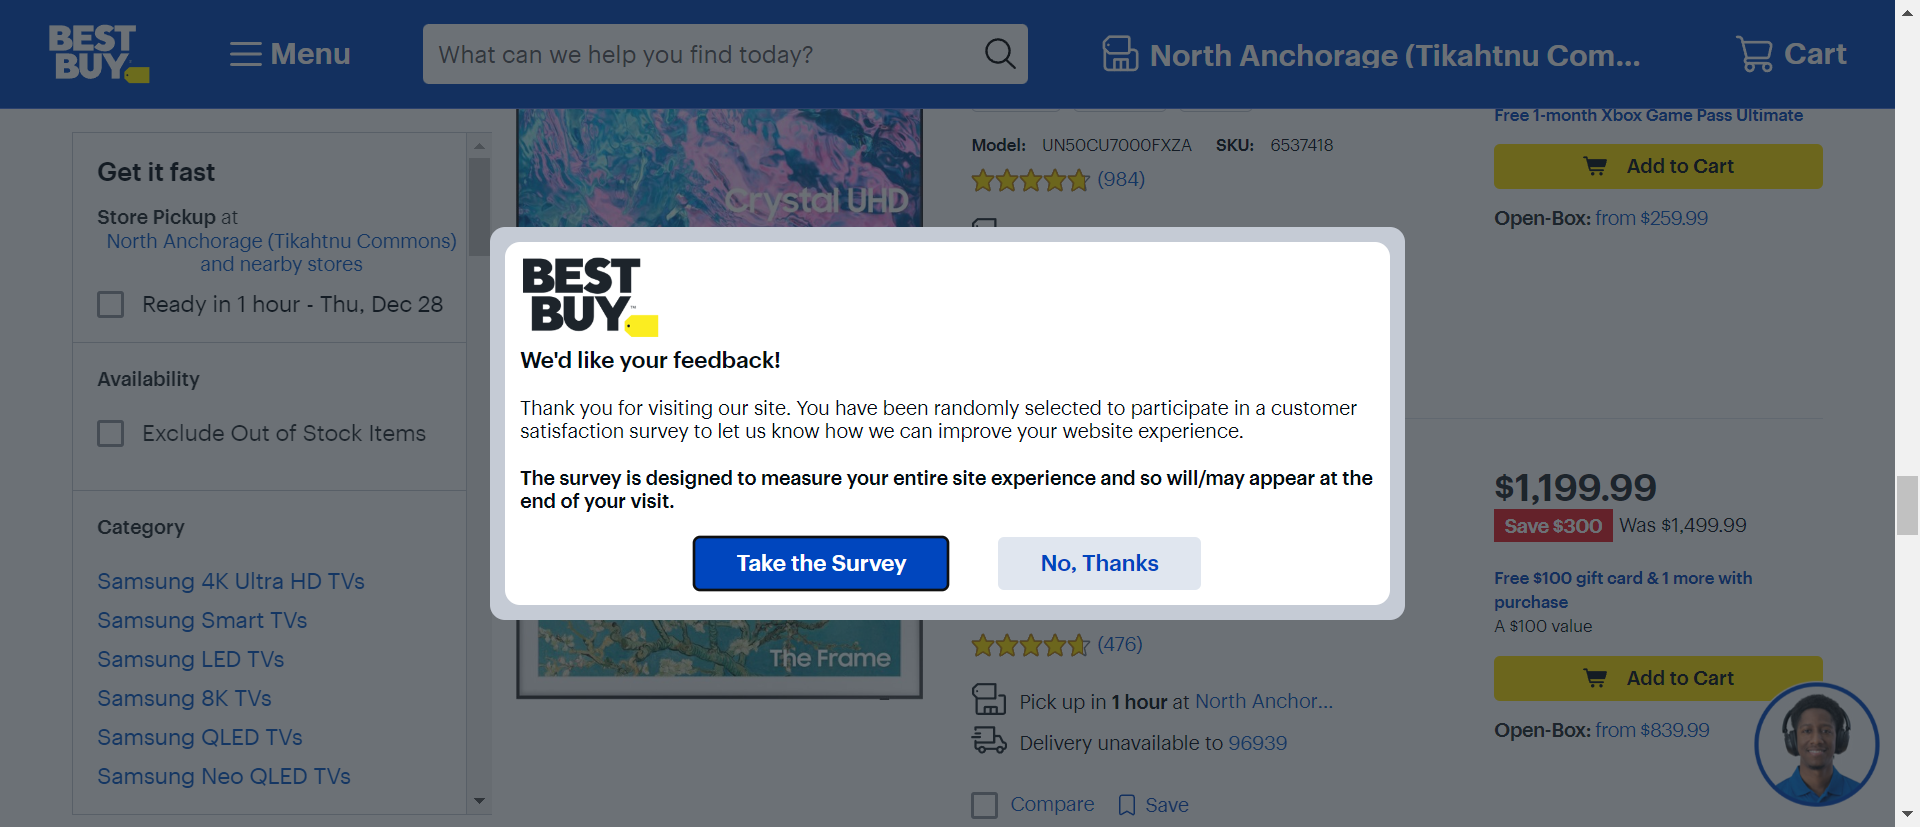 BEST
BUY
Menu
What can we help you find today?
North Anchorage (Tikahtnu Com...
Cart
Get it fast
Store Pickup at
North Anchorage (Tikahtnu Commons)
and nearby stores
Ready in 1 hour - Thu, Dec 28
Availability
Exclude Out of Stock Items
Category
Samsung 4K Ultra HD TVs
Samsung Smart TVs
Samsung LED TVs
Samsung 8K TVs
Samsung QLED TVs
Samsung Neo QLED TVs
Crystal UHD
Model: UN50CU7000FXZA SKU: 6537418
(984)
Free 1-month Xbox Game Pass Ultimate
Add to Cart
Open-Box: from $259.99
BEST
BUY™
We'd like your feedback!
Thank you for visiting our site. You have been randomly selected to participate in a customer
satisfaction survey to let us know how we can improve your website experience.
The survey is designed to measure your entire site experience and so will/may appear at the
end of your visit.
Take the Survey
No, Thanks
The Frame
(476)
Pick up in 1 hour at North Anchor...
Delivery unavailable to 96939
Compare
Save
$1,199.99
Save $300 Was $1,499.99
Free $100 gift card & 1 more with
purchase
A $100 value
Add to Cart
Open-Box: from $839.99